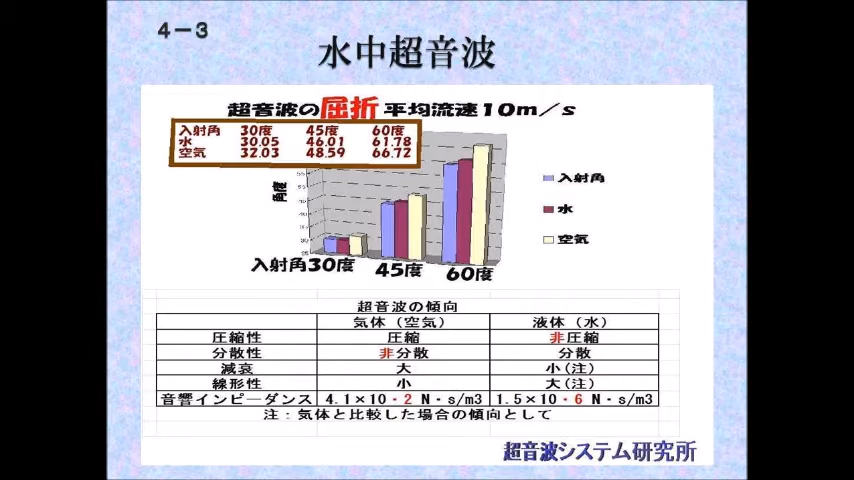 4－3
水中超音波
超音波の屈折 平均流速10m/s
入射角 30度 45度 60度
水 30.05 46.01 61.78
空気 32.03 48.59 66.72
角度
入射角30度 45度 60度
入射角
水
空気
超音波の傾向
気体（空気） 液体（水）
圧縮性 圧縮 非圧縮
分散性 非分散 分散
減衰 大 小(注)
線形性 小 大(注)
音響インピーダンス 4.1×10・2 N・s/m3 1.5×10・6 N・s/m3
注：気体と比較した場合の傾向として
超音波システム研究所